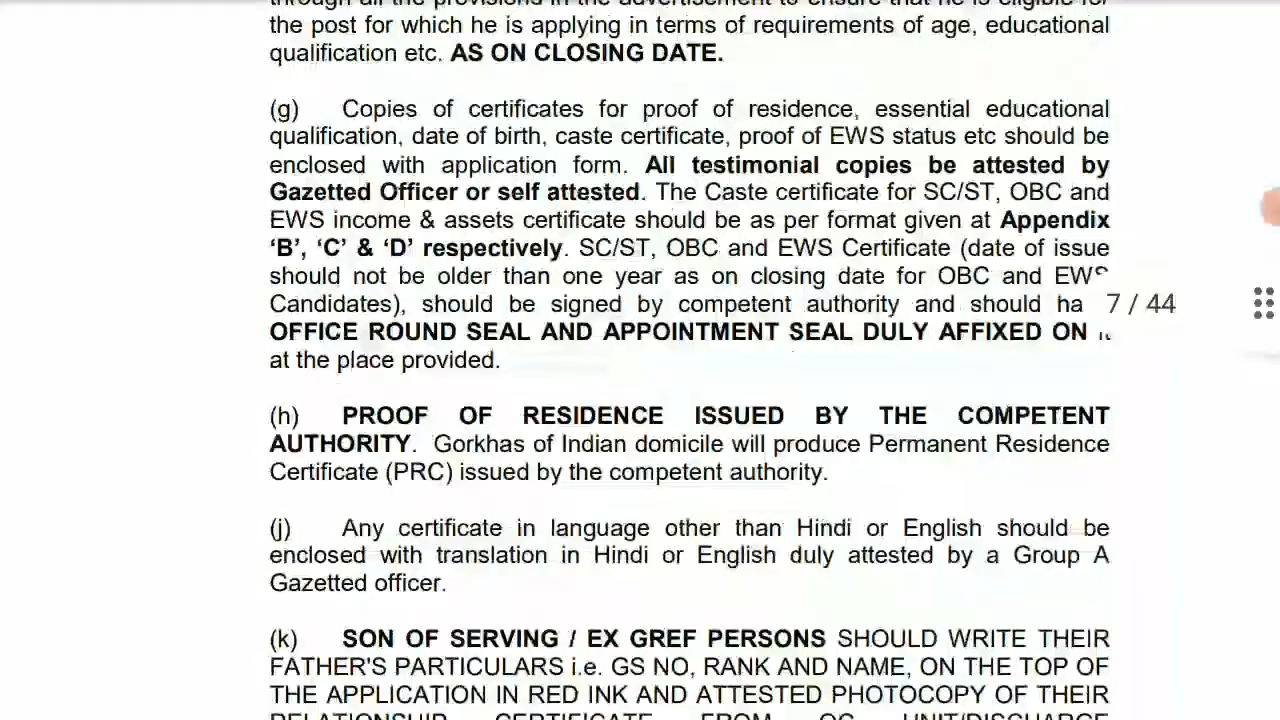 the post for which he is applying in terms of requirements of age, educational
qualification etc. AS ON CLOSING DATE.
(g) Copies of certificates for proof of residence, essential educational
qualification, date of birth, caste certificate, proof of EWS status etc should be
enclosed with application form. All testimonial copies be attested by
Gazetted Officer or self attested. The Caste certificate for SC/ST, OBC and
EWS income & assets certificate should be as per format given at Appendix
‘B’, ‘C’ & ‘D’ respectively. SC/ST, OBC and EWS Certificate (date of issue
should not be older than one year as on closing date for OBC and EWS
Candidates), should be signed by competent authority and should ha
7 / 44
OFFICE ROUND SEAL AND APPOINTMENT SEAL DULY AFFIXED ON
at the place provided.
(h) PROOF OF RESIDENCE ISSUED BY THE COMPETENT
AUTHORITY. Gorkhas of Indian domicile will produce Permanent Residence
Certificate (PRC) issued by the competent authority.
(j) Any certificate in language other than Hindi or English should be
enclosed with translation in Hindi or English duly attested by a Group A
Gazetted officer.
(k) SON OF SERVING / EX GREF PERSONS SHOULD WRITE THEIR
FATHER'S PARTICULARS i.e. GS NO, RANK AND NAME, ON THE TOP OF
THE APPLICATION IN RED INK AND ATTESTED PHOTOCOPY OF THEIR
RELATIONSHIP CERTIFICATE FROM OC UNIT/DISCHARGE